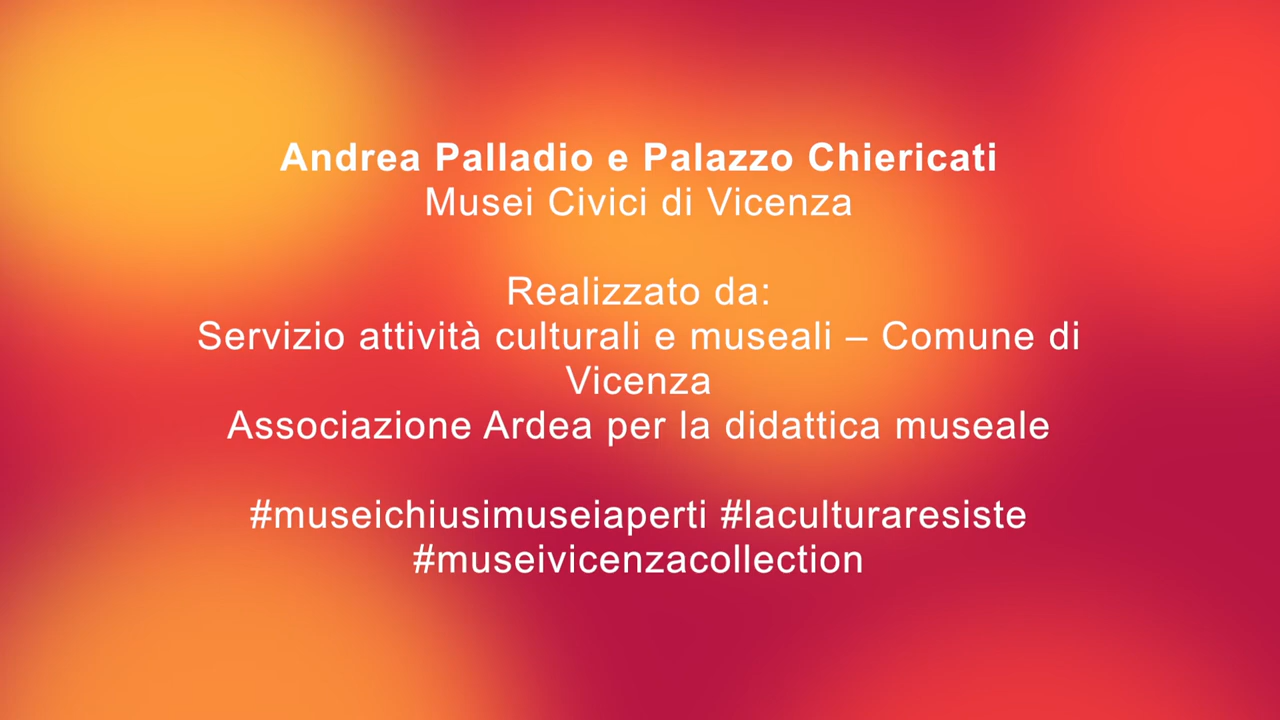 Andrea Palladio e Palazzo Chiericati
Musei Civici di Vicenza
Realizzato da:
Servizio attività culturali e museali – Comune di
Vicenza
Associazione Ardea per la didattica museale
#museichiusimuseiaperti #laculturaresiste
#museivicenzacollection